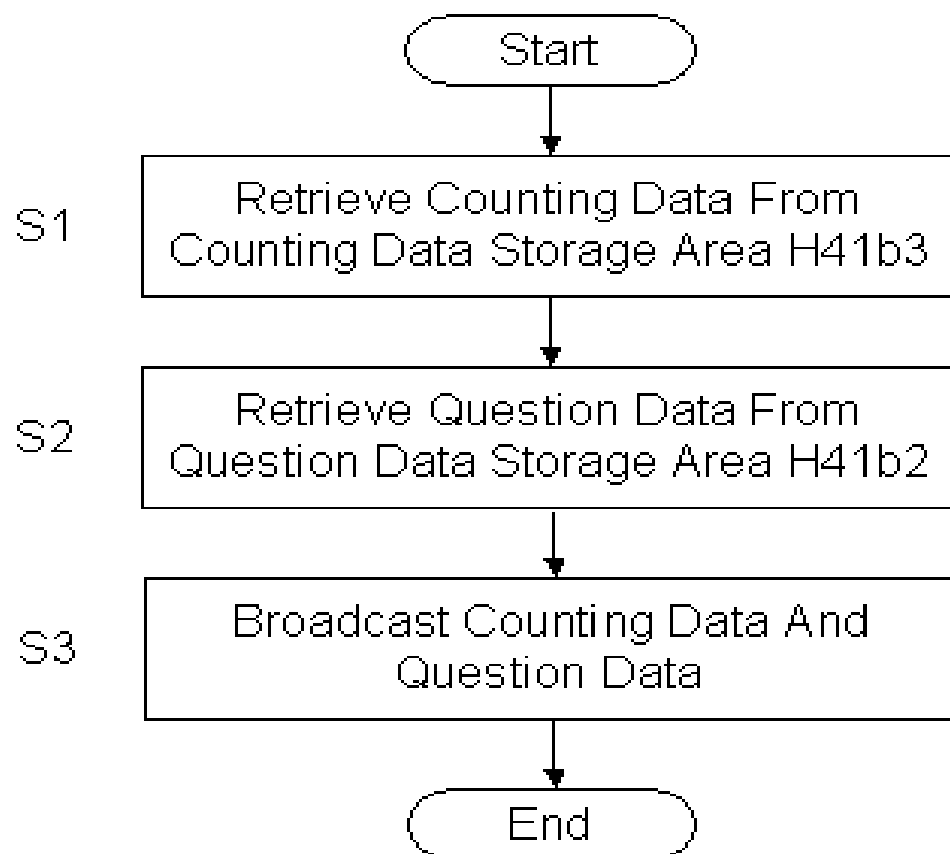 Start
S1
Retrieve Counting Data From
Counting Data Storage Area H41b3
S2
Retrieve Question Data From
Question Data Storage Area H41b2
S3
Broadcast Counting Data And
Question Data
End